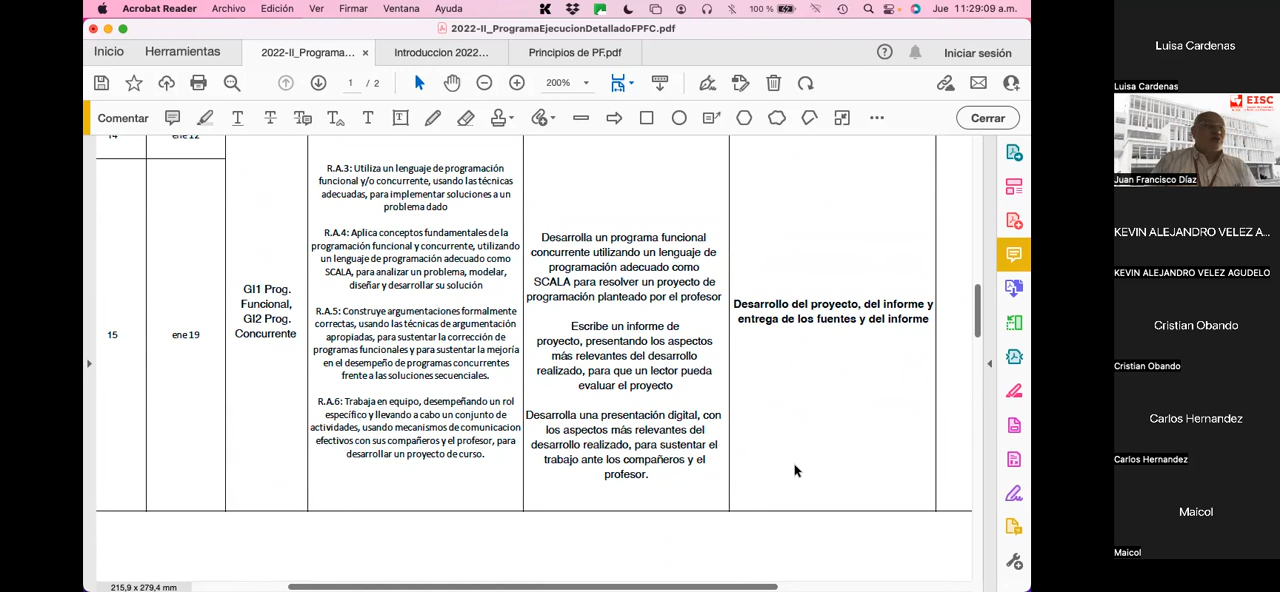 Acrobat Reader Archivo Edición Ver Firmar Ventana Ayuda 100 % Jue 11:29:09 a.m.
2022-II_ProgramaEjecucionDetalladoFPFC.pdf
Inicio Herramientas 2022-II_Programa... × Introduccion 2022... Principios de PF.pdf Iniciar sesión
1 / 2 200%
Comentar Cerrar
14 ene 12
R.A.3: Utiliza un lenguaje de programación
funcional y/o concurrente, usando las técnicas
adecuadas, para implementar soluciones a un
problema dado
R.A.4: Aplica conceptos fundamentales de la
programación funcional y concurrente, utilizando
un lenguaje de programación adecuado como
SCALA, para analizar un problema, modelar,
diseñar y desarrollar su solución
R.A.5: Construye argumentaciones formalmente
correctas, usando las técnicas de argumentación
apropiadas, para sustentar la corrección de
programas funcionales y para sustentar la mejoría
en el desempeño de programas concurrentes
frente a las soluciones secuenciales.
R.A.6: Trabaja en equipo, desempeñando un rol
específico y llevando a cabo un conjunto de
actividades, usando mecanismos de comunicacion
efectivos con sus compañeros y el profesor, para
desarrollar un proyecto de curso.
15
ene 19
GI1 Prog.
Funcional,
GI2 Prog.
Concurrente
Desarrolla un programa funcional
concurrente utilizando un lenguaje de
programación adecuado como
SCALA para resolver un proyecto de
programación planteado por el profesor
Escribe un informe de
proyecto, presentando los aspectos
más relevantes del desarrollo
realizado, para que un lector pueda
evaluar el proyecto
Desarrolla una presentación digital, con
los aspectos más relevantes del
desarrollo realizado, para sustentar el
trabajo ante los compañeros y el
profesor.
Desarrollo del proyecto, del informe y
entrega de los fuentes y del informe
215,9 x 279,4 mm
Luisa Cardenas
Luisa Cardenas
EISC
Juan Francisco Díaz
KEVIN ALEJANDRO VELEZ A...
KEVIN ALEJANDRO VELEZ AGUDELO
Cristian Obando
Cristian Obando
Carlos Hernandez
Carlos Hernandez
Maicol
Maicol